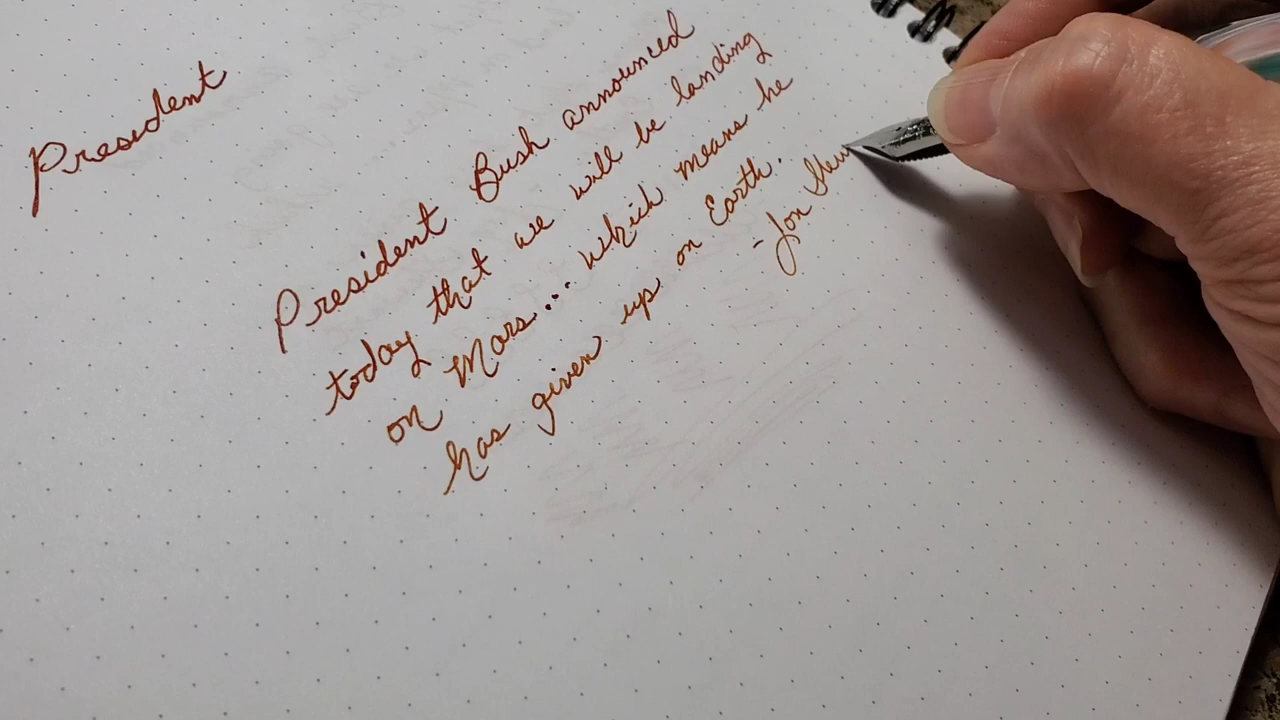 President
President Bush announced
today that we will be landing
on Mars... which means he
has given up on Earth.
-Jon Stew